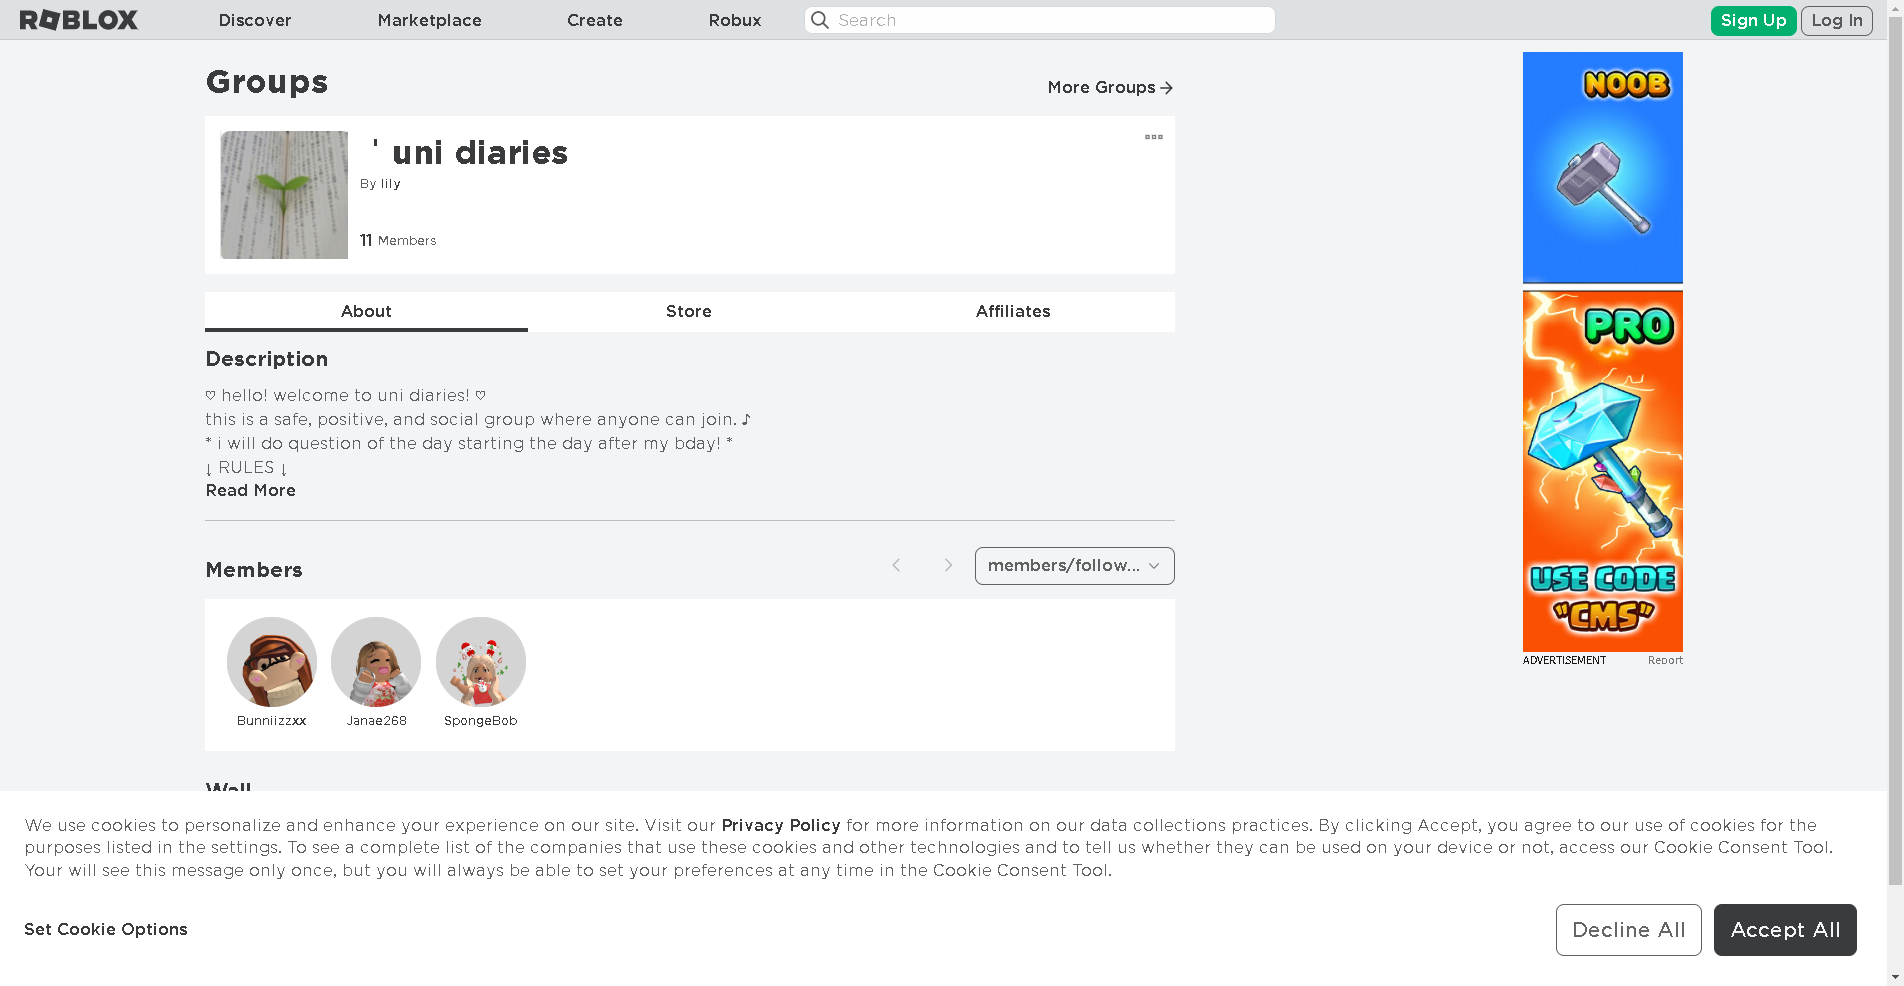 ROBLOX
Discover
Marketplace
Create
Robux
Search
Sign Up
Log In
Groups
More Groups
' uni diaries
By lily
11 Members
About
Store
Affiliates
Description
♡ hello! welcome to uni diaries! ♡
this is a safe, positive, and social group where anyone can join. ♪
* i will do question of the day starting the day after my bday! *
↓ RULES ↓
Read More
Members
members/follow...
Bunniizzxx
Janae268
SpongeBob
Wall
NOOB
PRO
USE CODE
"CMS"
ADVERTISEMENT
Report
We use cookies to personalize and enhance your experience on our site. Visit our Privacy Policy for more information on our data collections practices. By clicking Accept, you agree to our use of cookies for the
purposes listed in the settings. To see a complete list of the companies that use these cookies and other technologies and to tell us whether they can be used on your device or not, access our Cookie Consent Tool.
Your will see this message only once, but you will always be able to set your preferences at any time in the Cookie Consent Tool.
Set Cookie Options
Decline All
Accept All